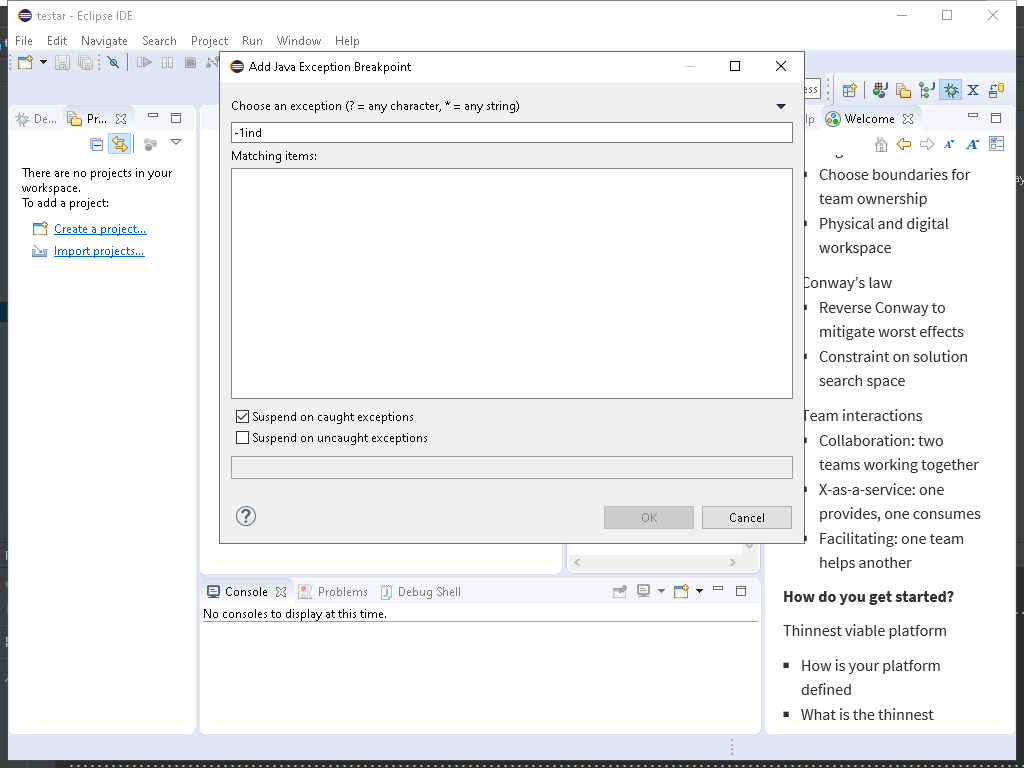 testar - Eclipse IDE
File Edit Navigate Search Project Run Window Help
Add Java Exception Breakpoint
Choose an exception (? = any character, * = any string)
-1ind
Matching items:
Suspend on caught exceptions
Suspend on uncaught exceptions
OK
Cancel
De...
Pr...
There are no projects in your
workspace.
To add a project:
Create a project...
Import projects...
Console
Problems
Debug Shell
No consoles to display at this time.
Welcome
Choose boundaries for
team ownership
Physical and digital
workspace
Conway's law
Reverse Conway to
mitigate worst effects
Constraint on solution
search space
Team interactions
Collaboration: two
teams working together
X-as-a-service: one
provides, one consumes
Facilitating: one team
helps another
How do you get started?
Thinnest viable platform
How is your platform
defined
What is the thinnest